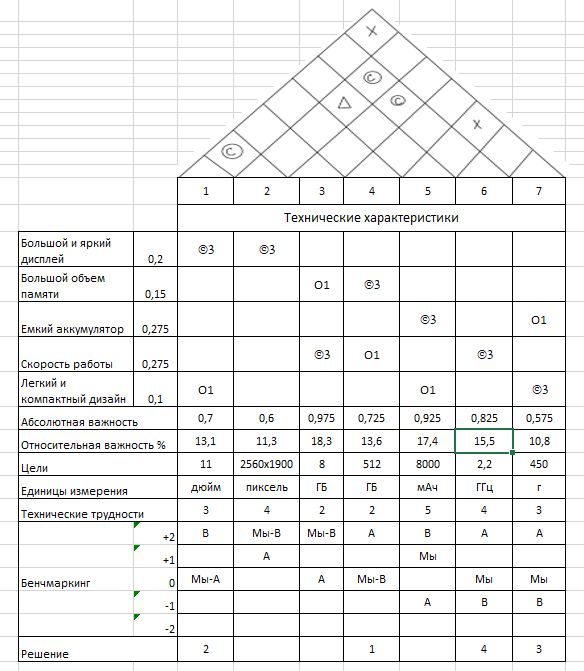 X
©
©
△
X
©
1 2 3 4 5 6 7
Технические характеристики
Большой и яркий
дисплей 0,2 ©3 ©3
Большой объем
памяти 0,15 O1 ©3
Емкий аккумулятор 0,275 ©3 O1
Скорость работы 0,275 ©3 O1 ©3
Легкий и
компактный дизайн 0,1 O1 O1 ©3
Абсолютная важность 0,7 0,6 0,975 0,725 0,925 0,825 0,575
Относительная важность % 13,1 11,3 18,3 13,6 17,4 15,5 10,8
Цели 11 2560x1900 8 512 8000 2,2 450
Единицы измерения дюйм пиксель ГБ ГБ мАч ГГц г
Технические трудности 3 4 2 2 5 4 3
+2 В Мы-В Мы-В А В А А
+1 А Мы
Бенчмаркинг 0 Мы-А А Мы-В Мы Мы
-1 А В В
-2
Решение 2 1 4 3